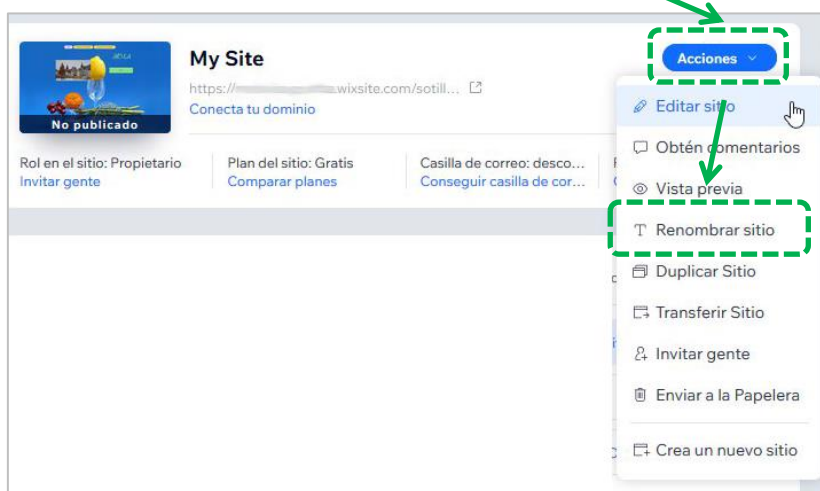 My Site
Acciones
https:// .wixsite.com/sotill...
Conecta tu dominio
No publicado
Rol en el sitio: Propietario
Invitar gente
Plan del sitio: Gratis
Comparar planes
Casilla de correo: desco...
Conseguir casilla de cor...
Editar sitio
Obtén comentarios
Vista previa
Renombrar sitio
Duplicar Sitio
Transferir Sitio
Invitar gente
Enviar a la Papelera
Crea un nuevo sitio